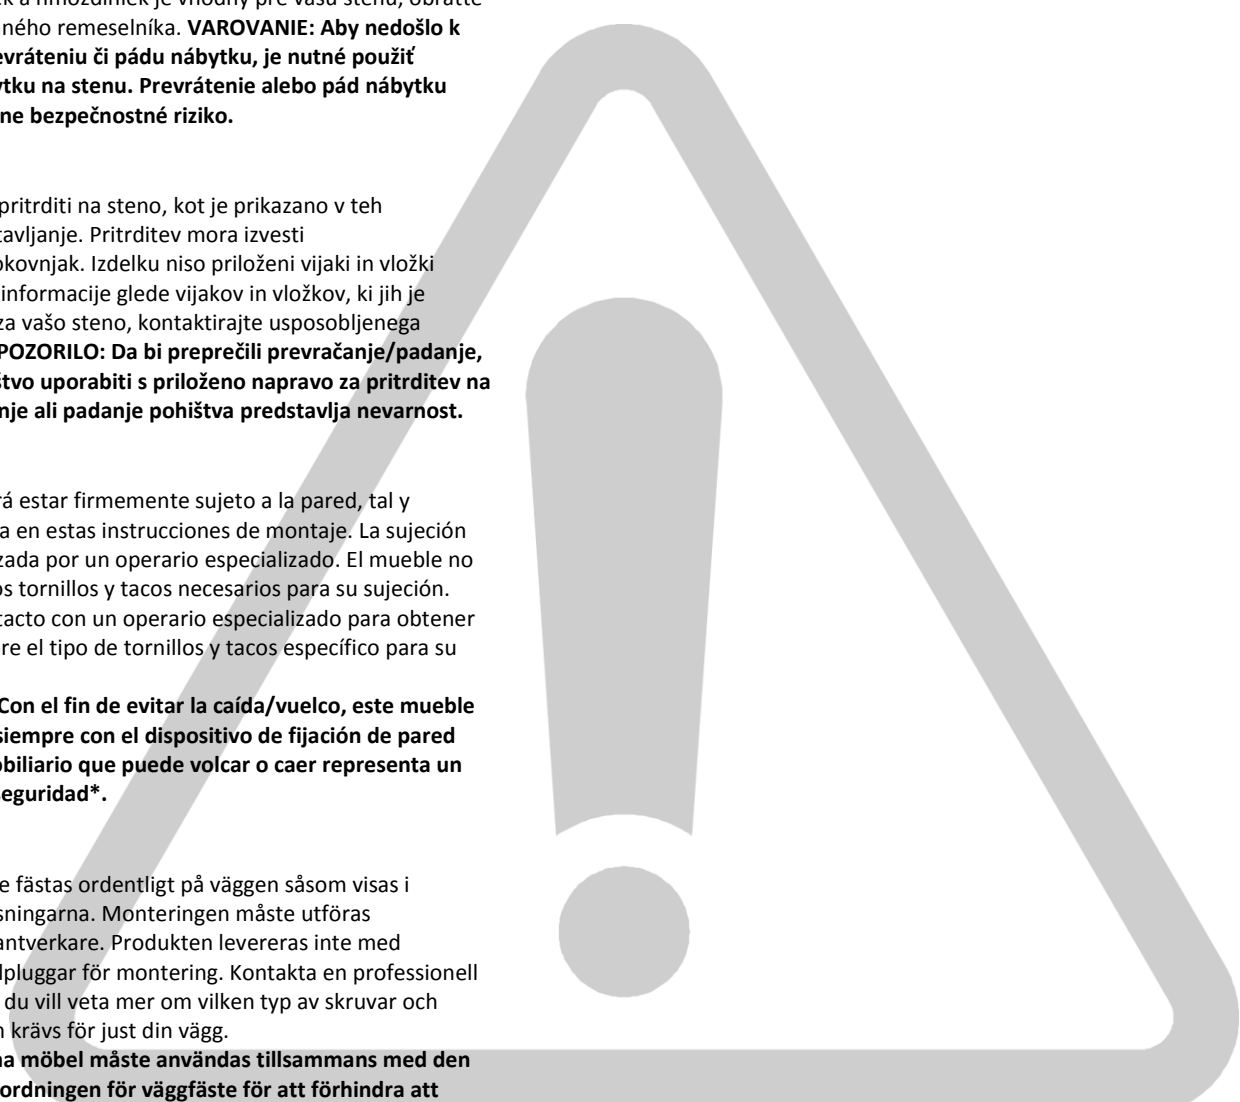 a hmoždiniek je vhodný pre vašu stenu, obráťte
ného remeselníka. VAROVANIE: Aby nedošlo k
evráteniu či pádu nábytku, je nutné použiť
ytku na stenu. Prevrátenie alebo pád nábytku
ne bezpečnostné riziko.
pritrditi na steno, kot je prikazano v teh
tavljanje. Pritrditev mora izvesti
okovnjak. Izdelku niso priloženi vijaki in vložki
informacije glede vijakov in vložkov, ki jih je
za vašo steno, kontaktirajte usposobljenega
POZORILO: Da bi preprečili prevračanje/padanje,
štvo uporabiti s priloženo napravo za pritrditev na
nje ali padanje pohištva predstavlja nevarnost.
rá estar firmemente sujeto a la pared, tal y
a en estas instrucciones de montaje. La sujeción
zada por un operario especializado. El mueble no
os tornillos y tacos necesarios para su sujeción.
tacto con un operario especializado para obtener
re el tipo de tornillos y tacos específico para su
Con el fin de evitar la caída/vuelco, este mueble
siempre con el dispositivo de fijación de pared
obiliario que puede volcar o caer representa un
seguridad*.
e fästas ordentligt på väggen såsom visas i
sningarna. Monteringen måste utföras
antverkare. Produkten levereras inte med
lpluggar för montering. Kontakta en professionell
du vill veta mer om vilken typ av skruvar och
krävs för just din vägg.
na möbel måste användas tillsammans med den
ordningen för väggfäste för att förhindra att